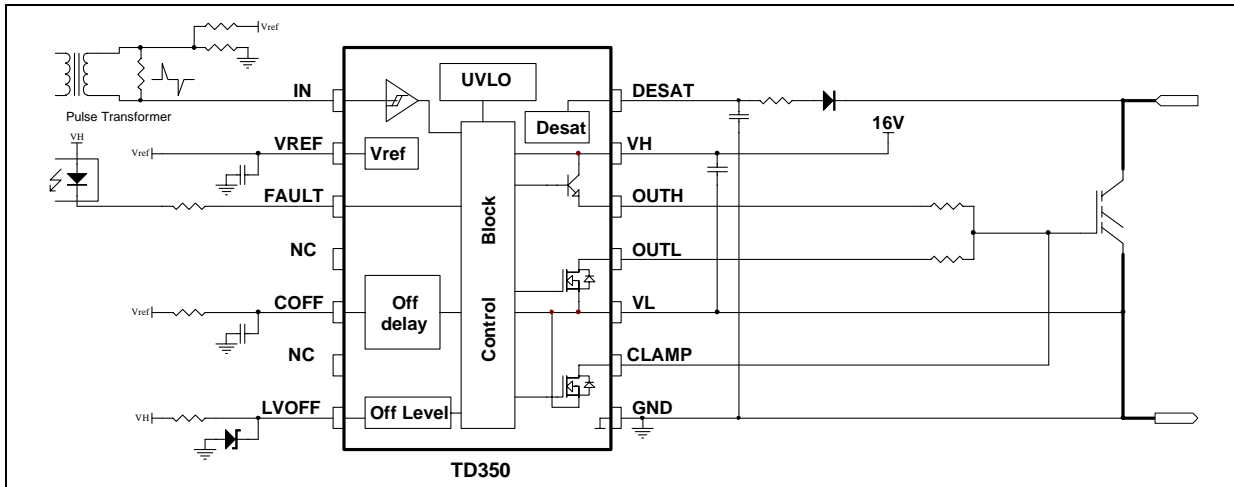 Vref
Pulse Transformer
IN
UVLO
DESAT
Desat
16V
VH
Vref
VREF
Vref
VH
FAULT
OUTH
NC
OUTL
Control Block
Vref
COFF
Off
delay
VL
NC
CLAMP
VH
LVOFF
Off Level
GND
TD350